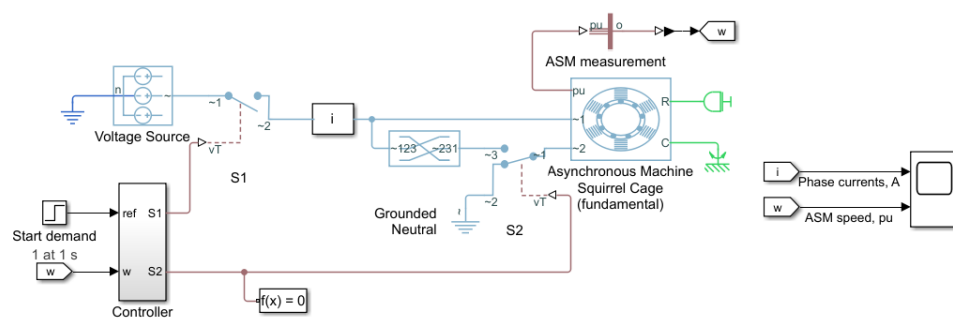 pu
o
w
ASM measurement
n
~
~1
~2
Voltage Source
vT
S1
i
~123
~231
~3
~1
~2
vT
S2
Grounded
Neutral
~
pu
~1
~2
R
C
Asynchronous Machine
Squirrel Cage
(fundamental)
i
Phase currents, A
w
ASM speed, pu
Start demand
1 at 1 s
w
ref
w
S1
S2
Controller
f(x) = 0